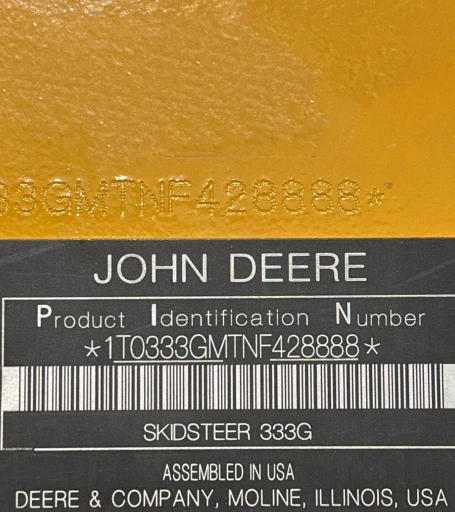 33GMTNF428888*
JOHN DEERE
Product Identification Number
*1T0333GMTNF428888*
SKIDSTEER 333G
ASSEMBLED IN USA
DEERE & COMPANY, MOLINE, ILLINOIS, USA